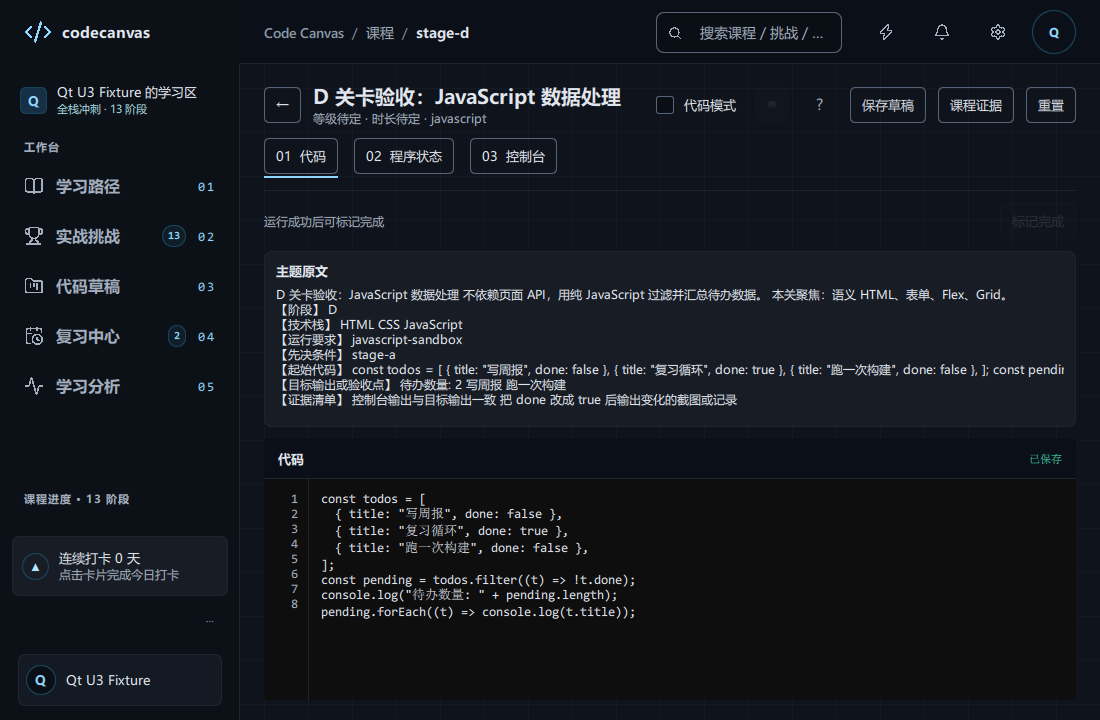 codecanvas
Code Canvas / 课程 / stage-d
搜索课程 / 挑战 / ...
Q
Q
Qt U3 Fixture 的学习区
全栈冲刺 · 13 阶段
工作台
学习路径 01
实战挑战 13 02
代码草稿 03
复习中心 2 04
学习分析 05
课程进度 · 13 阶段
连续打卡 0 天
点击卡片完成今日打卡
...
Q
Qt U3 Fixture
←
D 关卡验收：JavaScript 数据处理
等级待定 · 时长待定 · javascript
代码模式
?
保存草稿
课程证据
重置
01 代码
02 程序状态
03 控制台
运行成功后可标记完成
标记完成
主题原文
D 关卡验收：JavaScript 数据处理 不依赖页面 API，用纯 JavaScript 过滤并汇总待办数据。 本关聚焦：语义 HTML、表单、Flex、Grid。
【阶段】 D
【技术栈】 HTML CSS JavaScript
【运行要求】 javascript-sandbox
【先决条件】 stage-a
【起始代码】 const todos = [ { title: "写周报", done: false }, { title: "复习循环", done: true }, { title: "跑一次构建", done: false }, ]; const pendin
【目标输出或验收点】 待办数量: 2 写周报 跑一次构建
【证据清单】 控制台输出与目标输出一致 把 done 改成 true 后输出变化的截图或记录
代码
已保存
1 const todos = [
2 { title: "写周报", done: false },
3 { title: "复习循环", done: true },
4 { title: "跑一次构建", done: false },
5 ];
6 const pending = todos.filter((t) => !t.done);
7 console.log("待办数量: " + pending.length);
8 pending.forEach((t) => console.log(t.title));